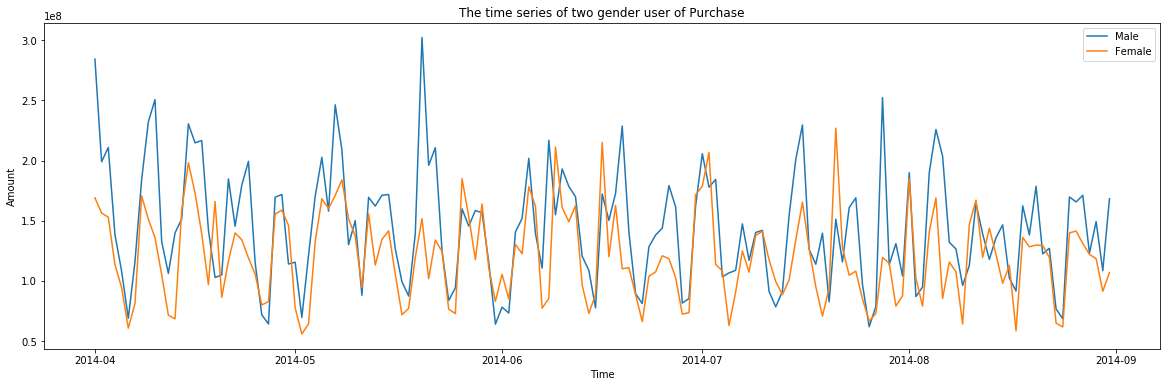 The time series of two gender user of Purchase
1e8
Male
Female
3.0
2.5
2.0
1.5
1.0
0.5
Amount
2014-04
2014-05
2014-06
2014-07
2014-08
2014-09
Time